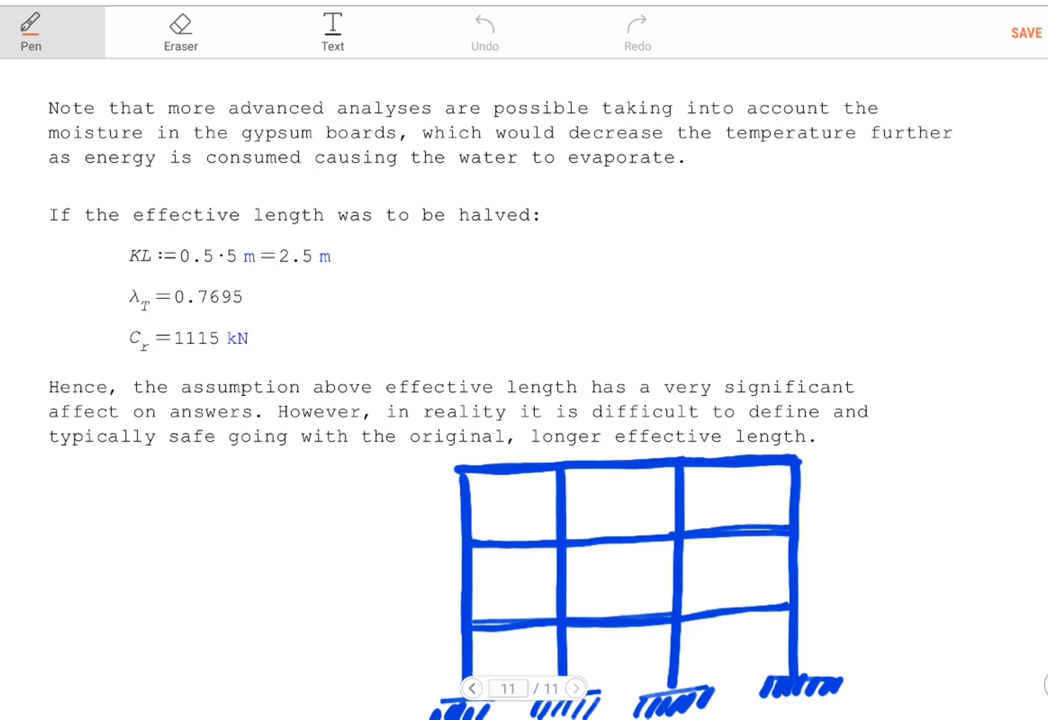 Pen
Eraser
Text
Undo
Redo
SAVE
Note that more advanced analyses are possible taking into account the
moisture in the gypsum boards, which would decrease the temperature further
as energy is consumed causing the water to evaporate.
If the effective length was to be halved:
KL:=0.5·5 m=2.5 m
λ_T=0.7695
C_r=1115 kN
Hence, the assumption above effective length has a very significant
affect on answers. However, in reality it is difficult to define and
typically safe going with the original, longer effective length.
11 / 11